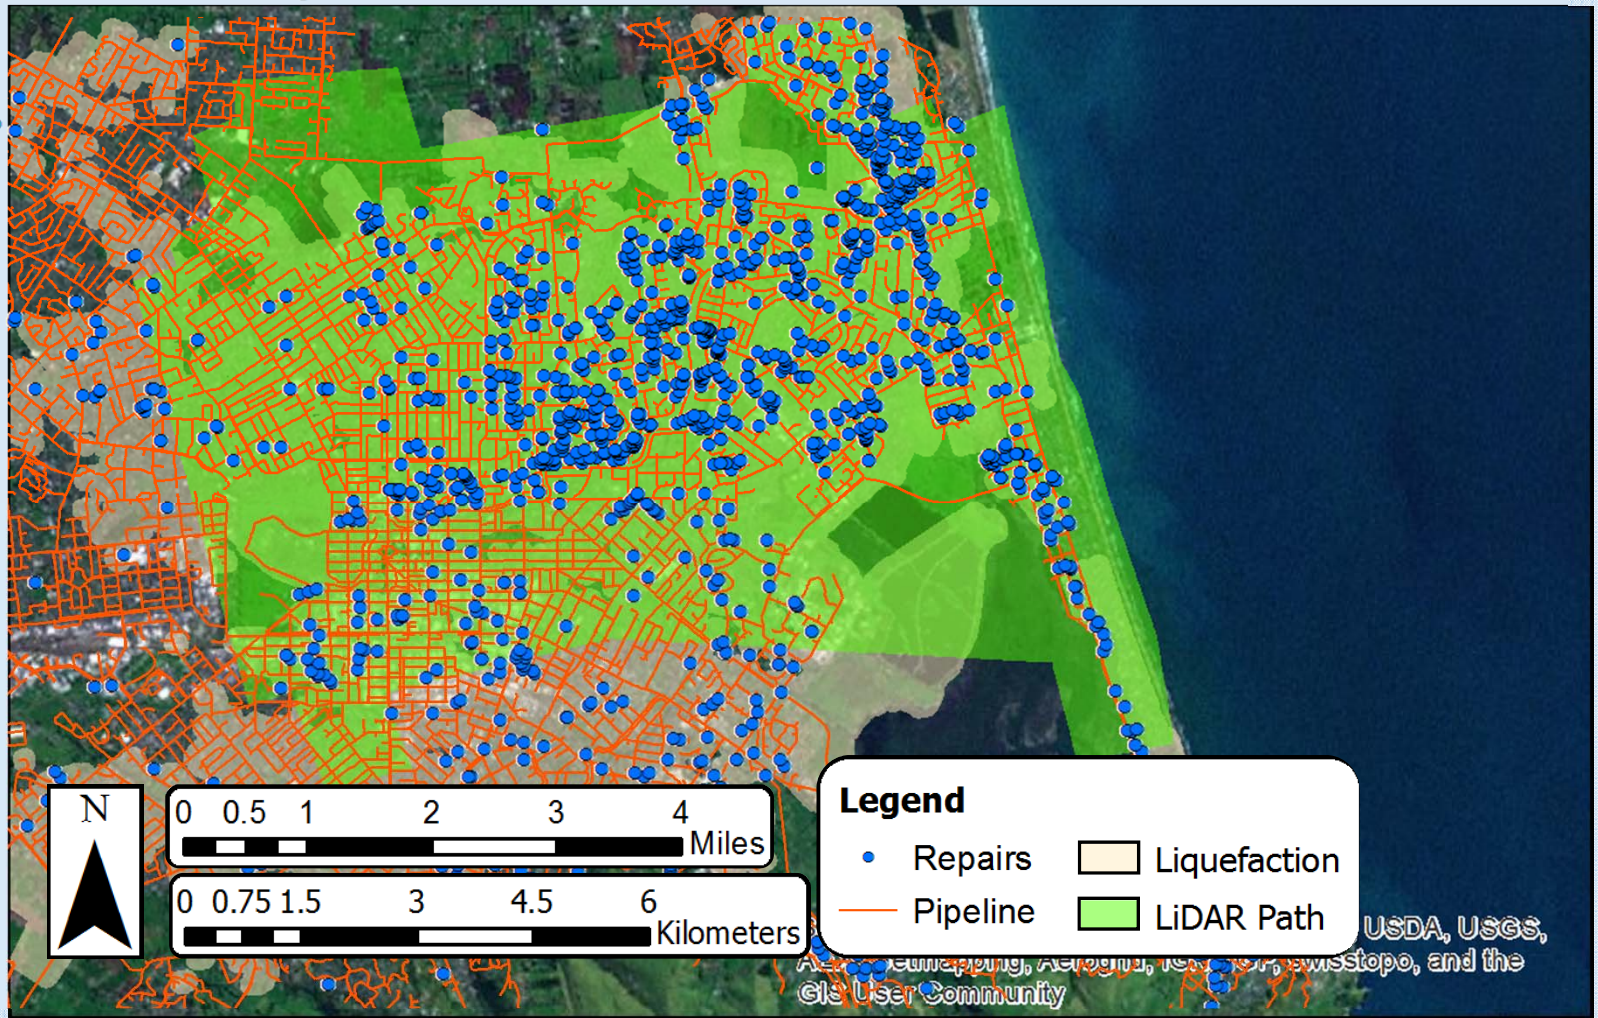 N
0 0.5 1 2 3 4
Miles
0 0.75 1.5 3 4.5 6
Kilometers
Legend
Repairs
Pipeline
Liquefaction
LiDAR Path
USDA, USGS,
and the
GIS User Community